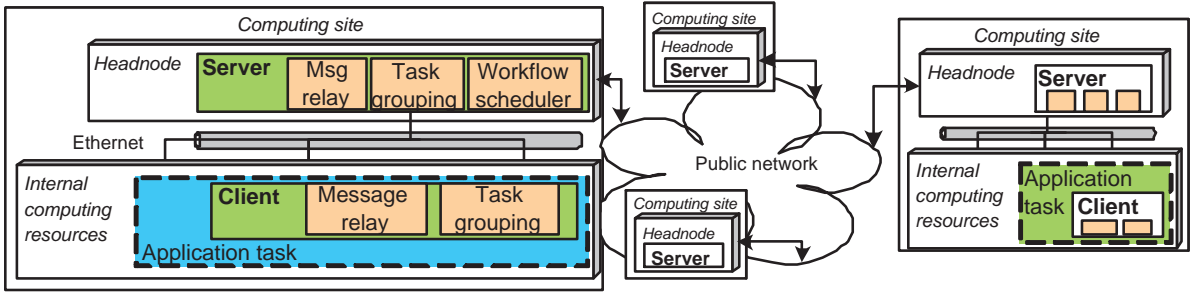 Computing site
Headnode
Server
Msg
relay
Task
grouping
Workflow
scheduler
Ethernet
Internal
computing
resources
Client
Message
relay
Task
grouping
Application task
Computing site
Headnode
Server
Public network
Computing site
Headnode
Server
Computing site
Headnode
Server
Internal
computing
resources
Application
task
Client